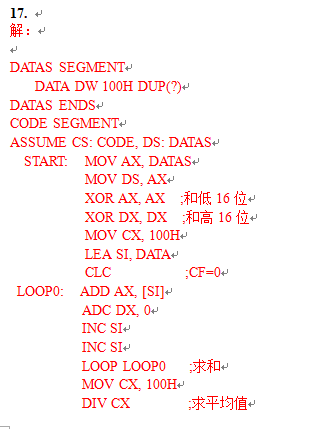 17.
解：
DATAS SEGMENT
DATA DW 100H DUP(?)
DATAS ENDS
CODE SEGMENT
ASSUME CS: CODE, DS: DATAS
START: MOV AX, DATAS
MOV DS, AX
XOR AX, AX ;和低 16 位
XOR DX, DX ;和高 16 位
MOV CX, 100H
LEA SI, DATA
CLC ;CF=0
LOOP0: ADD AX, [SI]
ADC DX, 0
INC SI
INC SI
LOOP LOOP0 ;求和
MOV CX, 100H
DIV CX ;求平均值